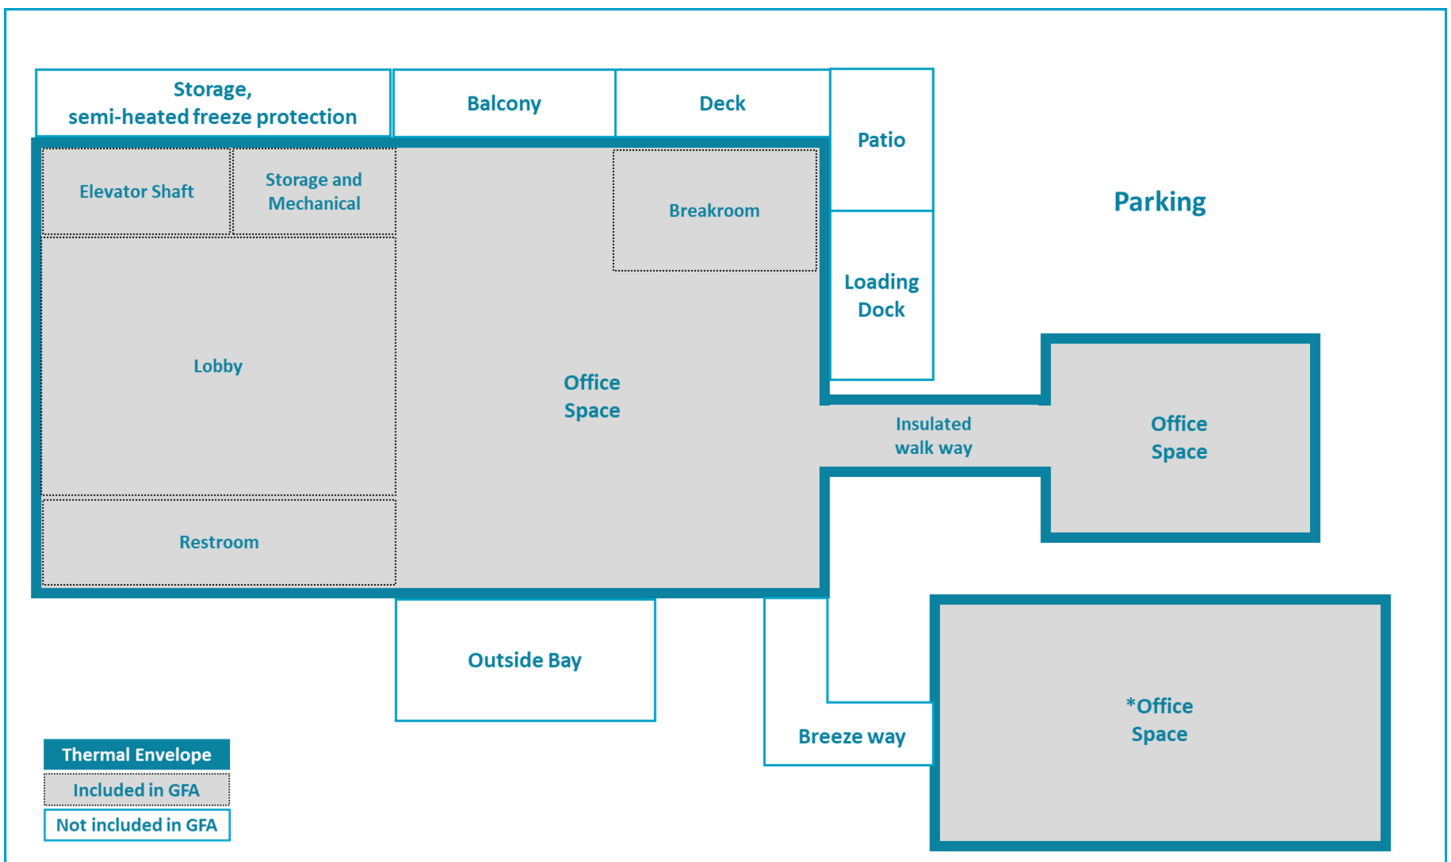 Storage,
semi-heated freeze protection
Balcony
Deck
Patio
Elevator Shaft
Storage and
Mechanical
Breakroom
Parking
Loading
Dock
Lobby
Office
Space
Insulated
walk way
Office
Space
Restroom
Outside Bay
Breeze way
*Office
Space
Thermal Envelope
Included in GFA
Not included in GFA